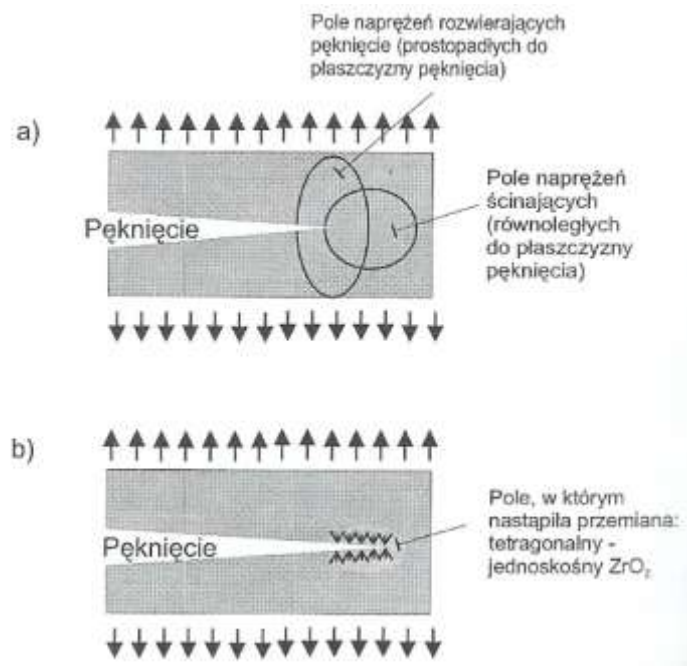 Pole naprężeń rozwierających
pęknięcie (prostopadłych do
płaszczyzny pęknięcia)
a)
Pęknięcie
Pole naprężeń
ścinających
(równoległych
do płaszczyzny
pęknięcia)
b)
Pęknięcie
Pole, w którym
nastąpiła przemiana:
tetragonalny -
jednoskośny ZrO₂